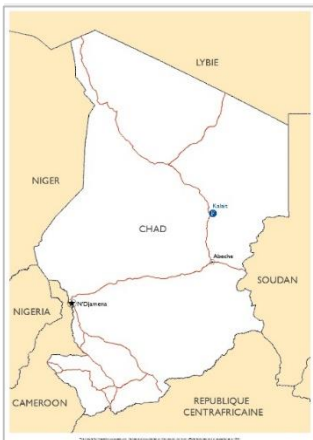 LYBIE
NIGER
Kalait
CHAD
Abeche
SOUDAN
N'Djamena
NIGERIA
CAMEROON
REPUBLIQUE
CENTRAFRICAINE